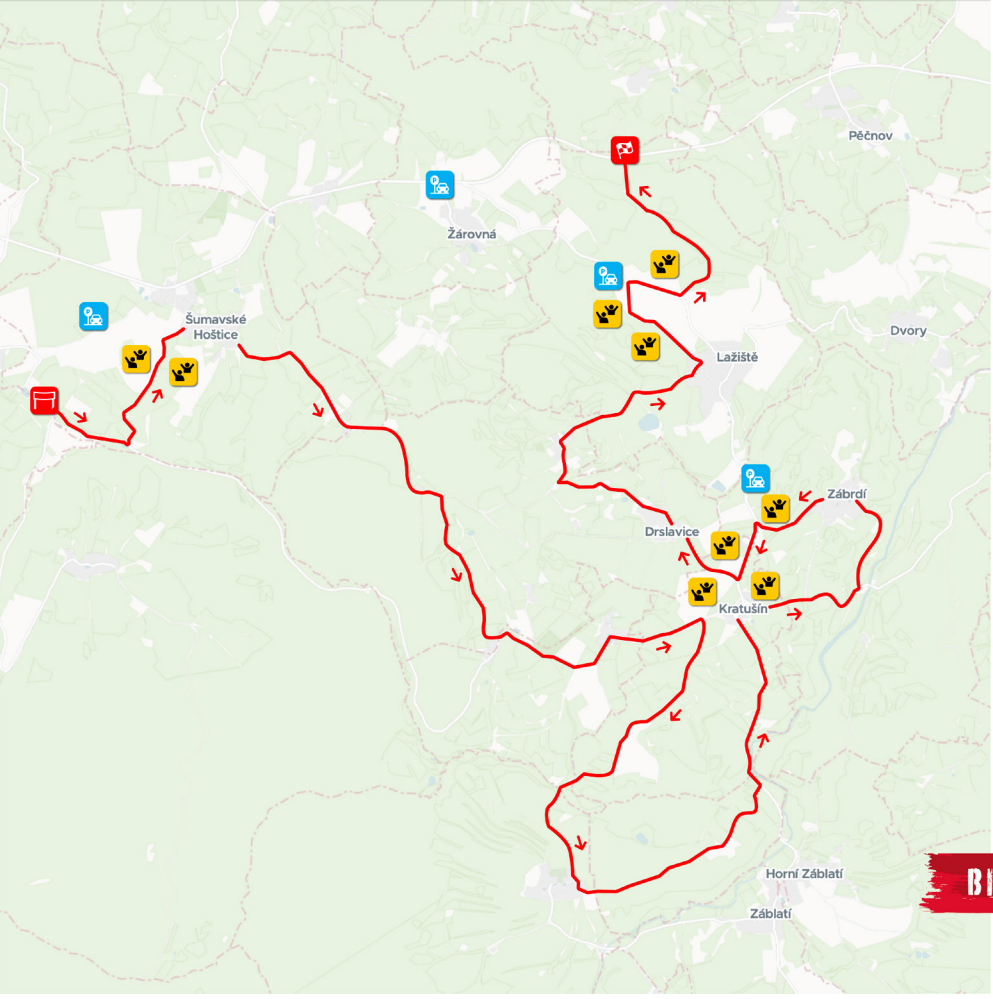 Pěčnov
Žárovná
Šumavské
Hoštice
Dvory
Lažiště
Zábrdí
Drslavice
Kratušín
Horní Záblatí
Záblatí